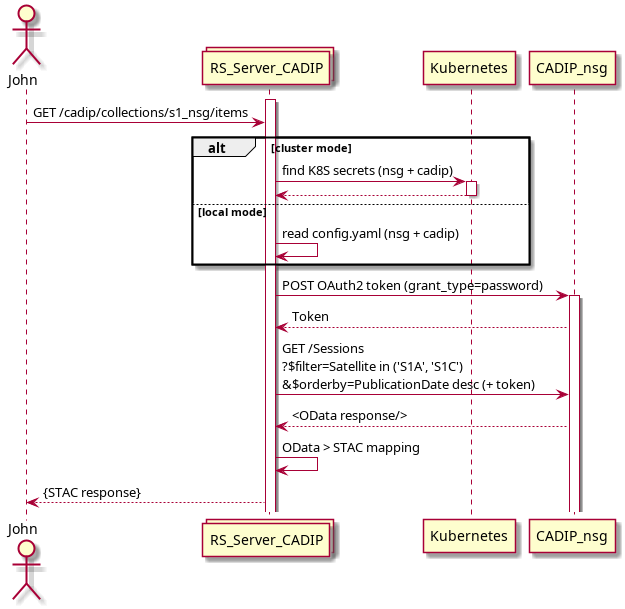 John
RS_Server_CADIP
Kubernetes
CADIP_nsg
GET /cadip/collections/s1_nsg/items
alt
[cluster mode]
find K8S secrets (nsg + cadip)
[local mode]
read config.yaml (nsg + cadip)
POST OAuth2 token (grant_type=password)
Token
GET /Sessions
?$filter=Satellite in ('S1A', 'S1C')
&$orderby=PublicationDate desc (+ token)
<OData response/>
OData > STAC mapping
{STAC response}
John
RS_Server_CADIP
Kubernetes
CADIP_nsg